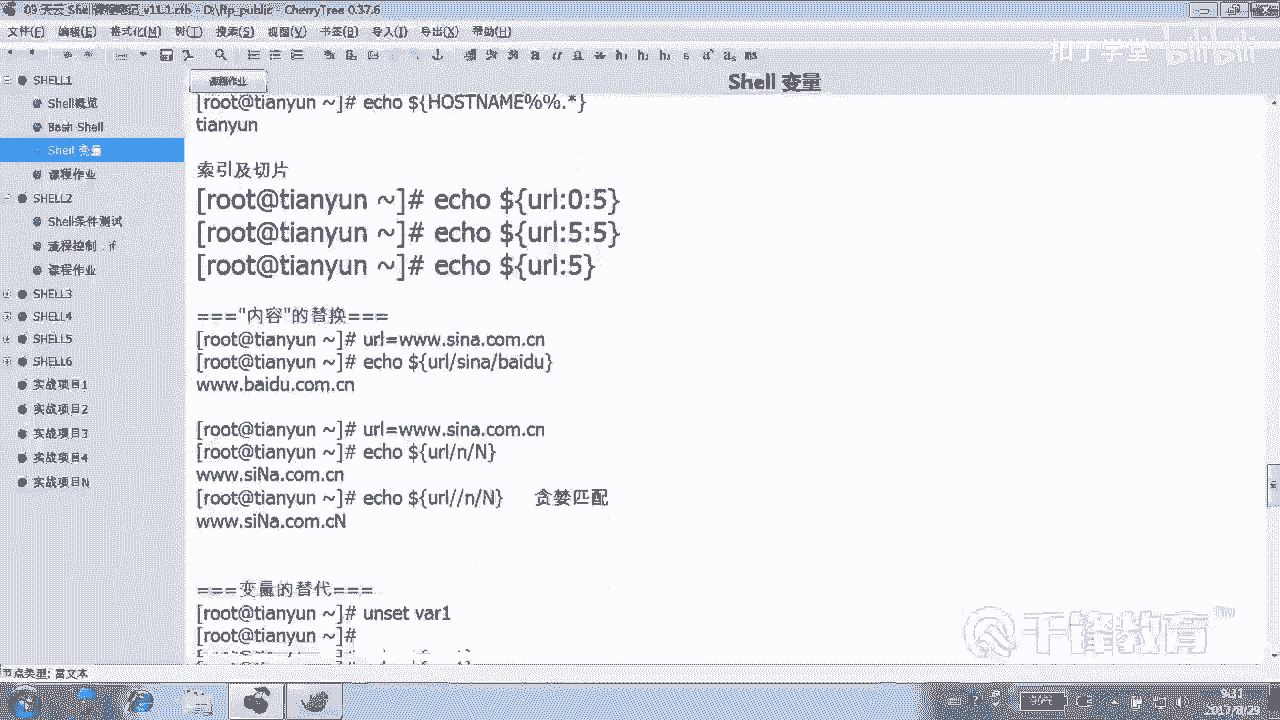 09 天云_Shell课程笔记_v11.1.ctb - D:\ftp_public - CherryTree 0.37.6
文件(F) 编辑(E) 格式化(M) 树(T) 搜索(S) 视图(V) 书签(B) 导入(I) 导出(X) 帮助(H)
扣丁学堂 bilibili
SHELL1
Shell概览
Bash Shell
Shell 变量
课程作业
SHELL2
Shell条件测试
流程控制：if
课程作业
SHELL3
SHELL4
SHELL5
SHELL6
实战项目1
实战项目2
实战项目3
实战项目4
实战项目N
课程作业
Shell 变量
[root@tianyun ~]# echo ${HOSTNAME%%.*}
tianyun
索引及切片
[root@tianyun ~]# echo ${url:0:5}
[root@tianyun ~]# echo ${url:5:5}
[root@tianyun ~]# echo ${url:5}
==="内容"的替换===
[root@tianyun ~]# url=www.sina.com.cn
[root@tianyun ~]# echo ${url/sina/baidu}
www.baidu.com.cn
[root@tianyun ~]# url=www.sina.com.cn
[root@tianyun ~]# echo ${url/n/N}
www.siNa.com.cn
[root@tianyun ~]# echo ${url//n/N} 贪婪匹配
www.siNa.com.cN
===变量的替代===
[root@tianyun ~]# unset var1
[root@tianyun ~]#
千锋教育
节点类型: 富文本